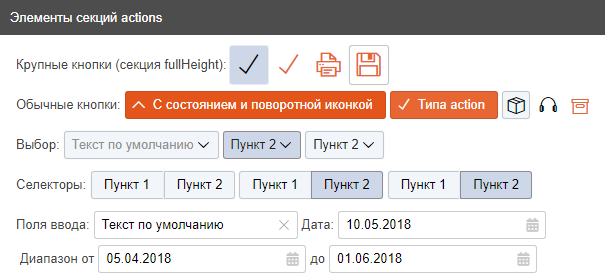 Элементы секций actions
Крупные кнопки (секция fullHeight):
Обычные кнопки: С состоянием и поворотной иконкой Типа action
Выбор: Текст по умолчанию Пункт 2 Пункт 2
Селекторы: Пункт 1 Пункт 2 Пункт 1 Пункт 2 Пункт 1 Пункт 2
Поля ввода: Текст по умолчанию Дата: 10.05.2018
Диапазон от 05.04.2018 до 01.06.2018